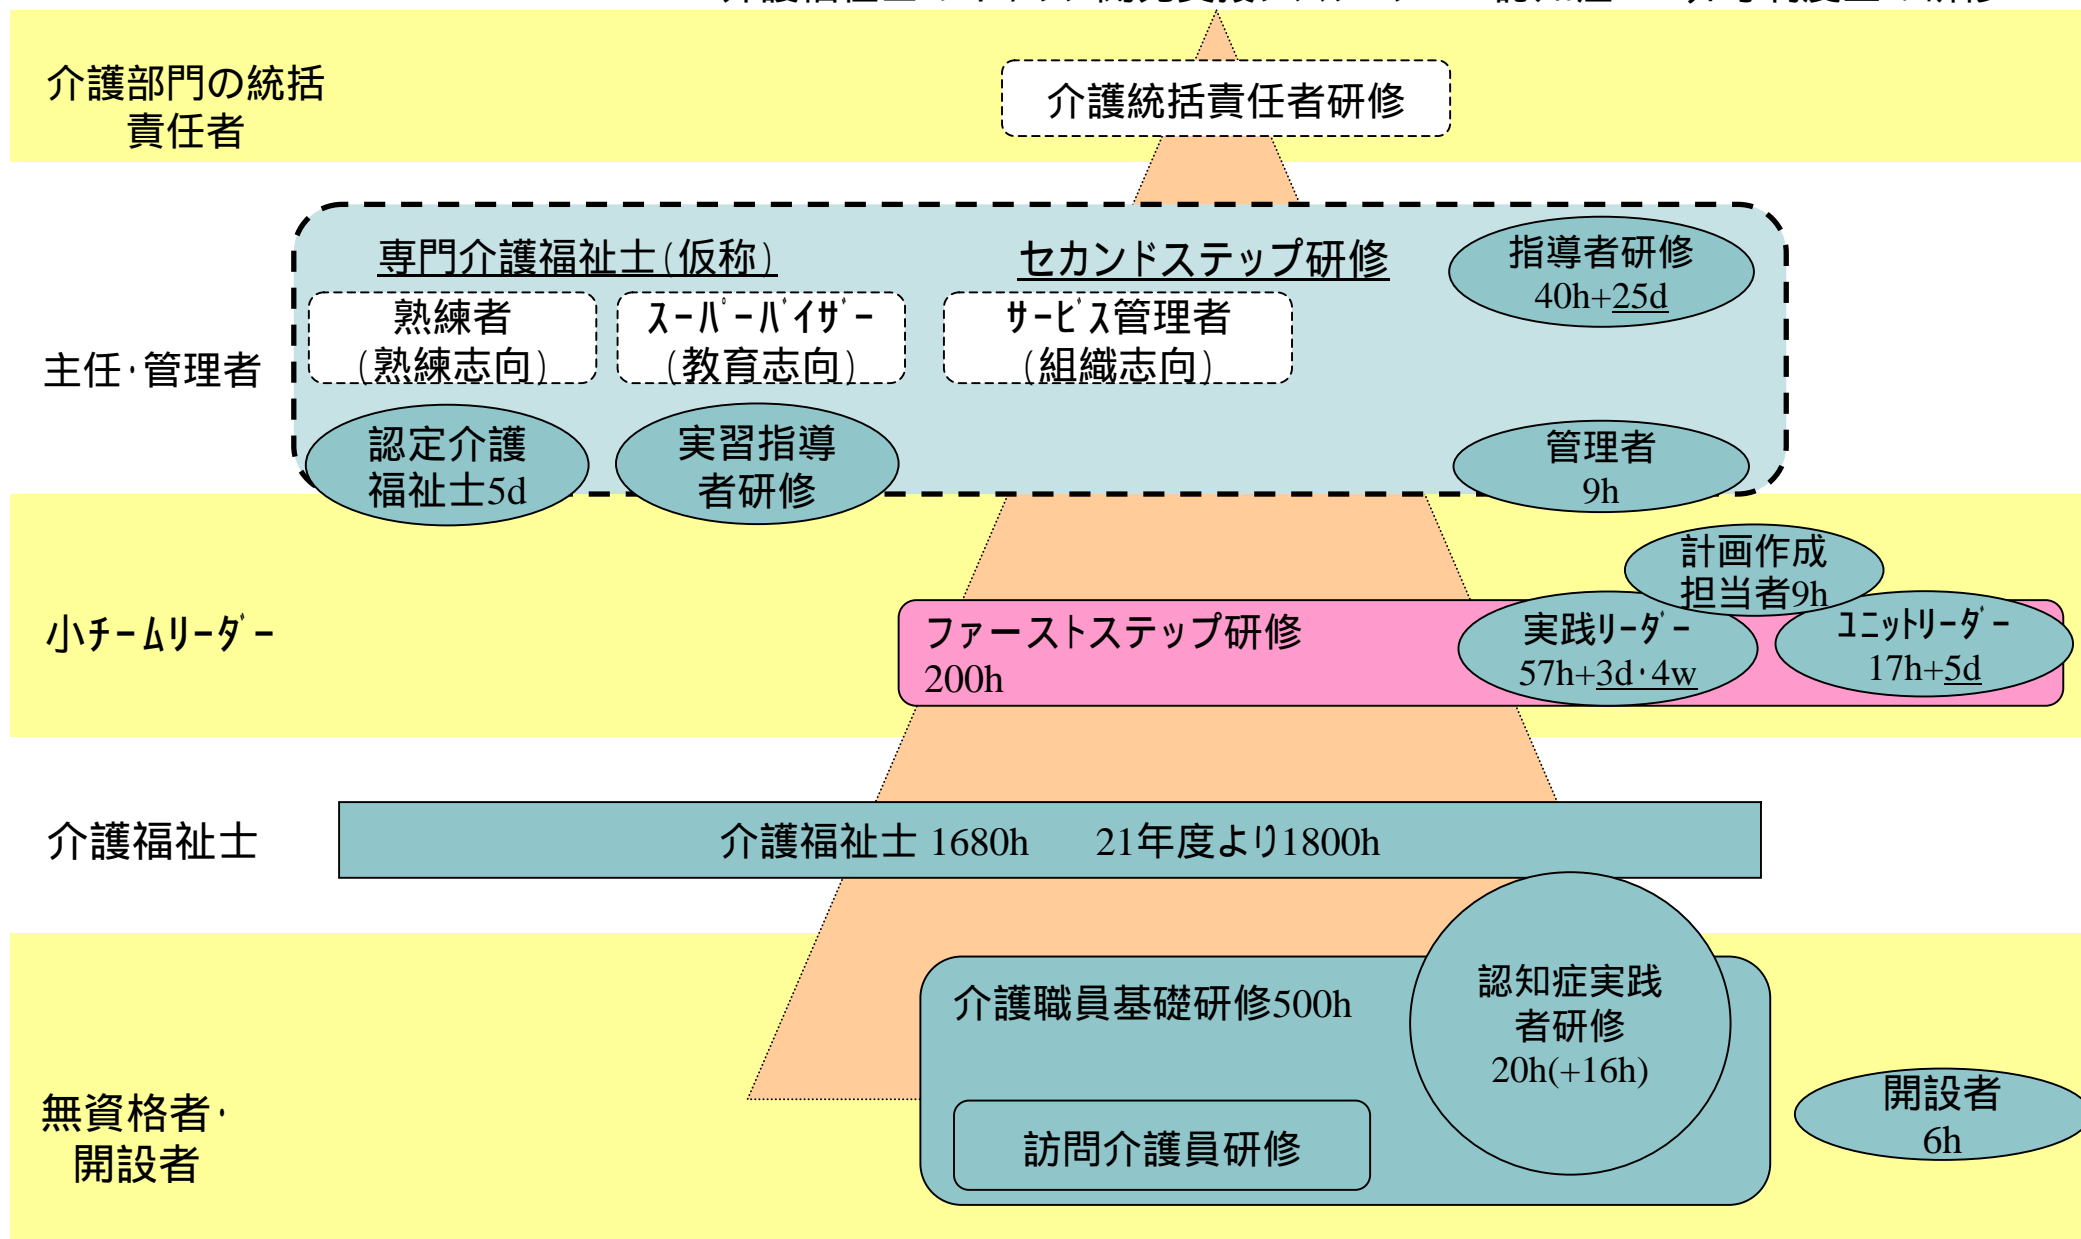 介護部門の統括
責任者
介護統括責任者研修
主任・管理者
専門介護福祉士(仮称)
セカンドステップ研修
指導者研修
40h+25d
熟練者
(熟練志向)
ｽｰﾊﾟｰﾊﾞｲｻﾞｰ
(教育志向)
ｻｰﾋﾞｽ管理者
(組織志向)
認定介護
福祉士5d
実習指導
者研修
管理者
9h
小ﾁｰﾑﾘｰﾀﾞｰ
計画作成
担当者9h
ファーストステップ研修
200h
実践ﾘｰﾀﾞｰ
57h+3d・4w
ﾕﾆｯﾄﾘｰﾀﾞｰ
17h+5d
介護福祉士
介護福祉士 1680h　21年度より1800h
無資格者・
開設者
介護職員基礎研修500h
認知症実践
者研修
20h(+16h)
訪問介護員研修
開設者
6h